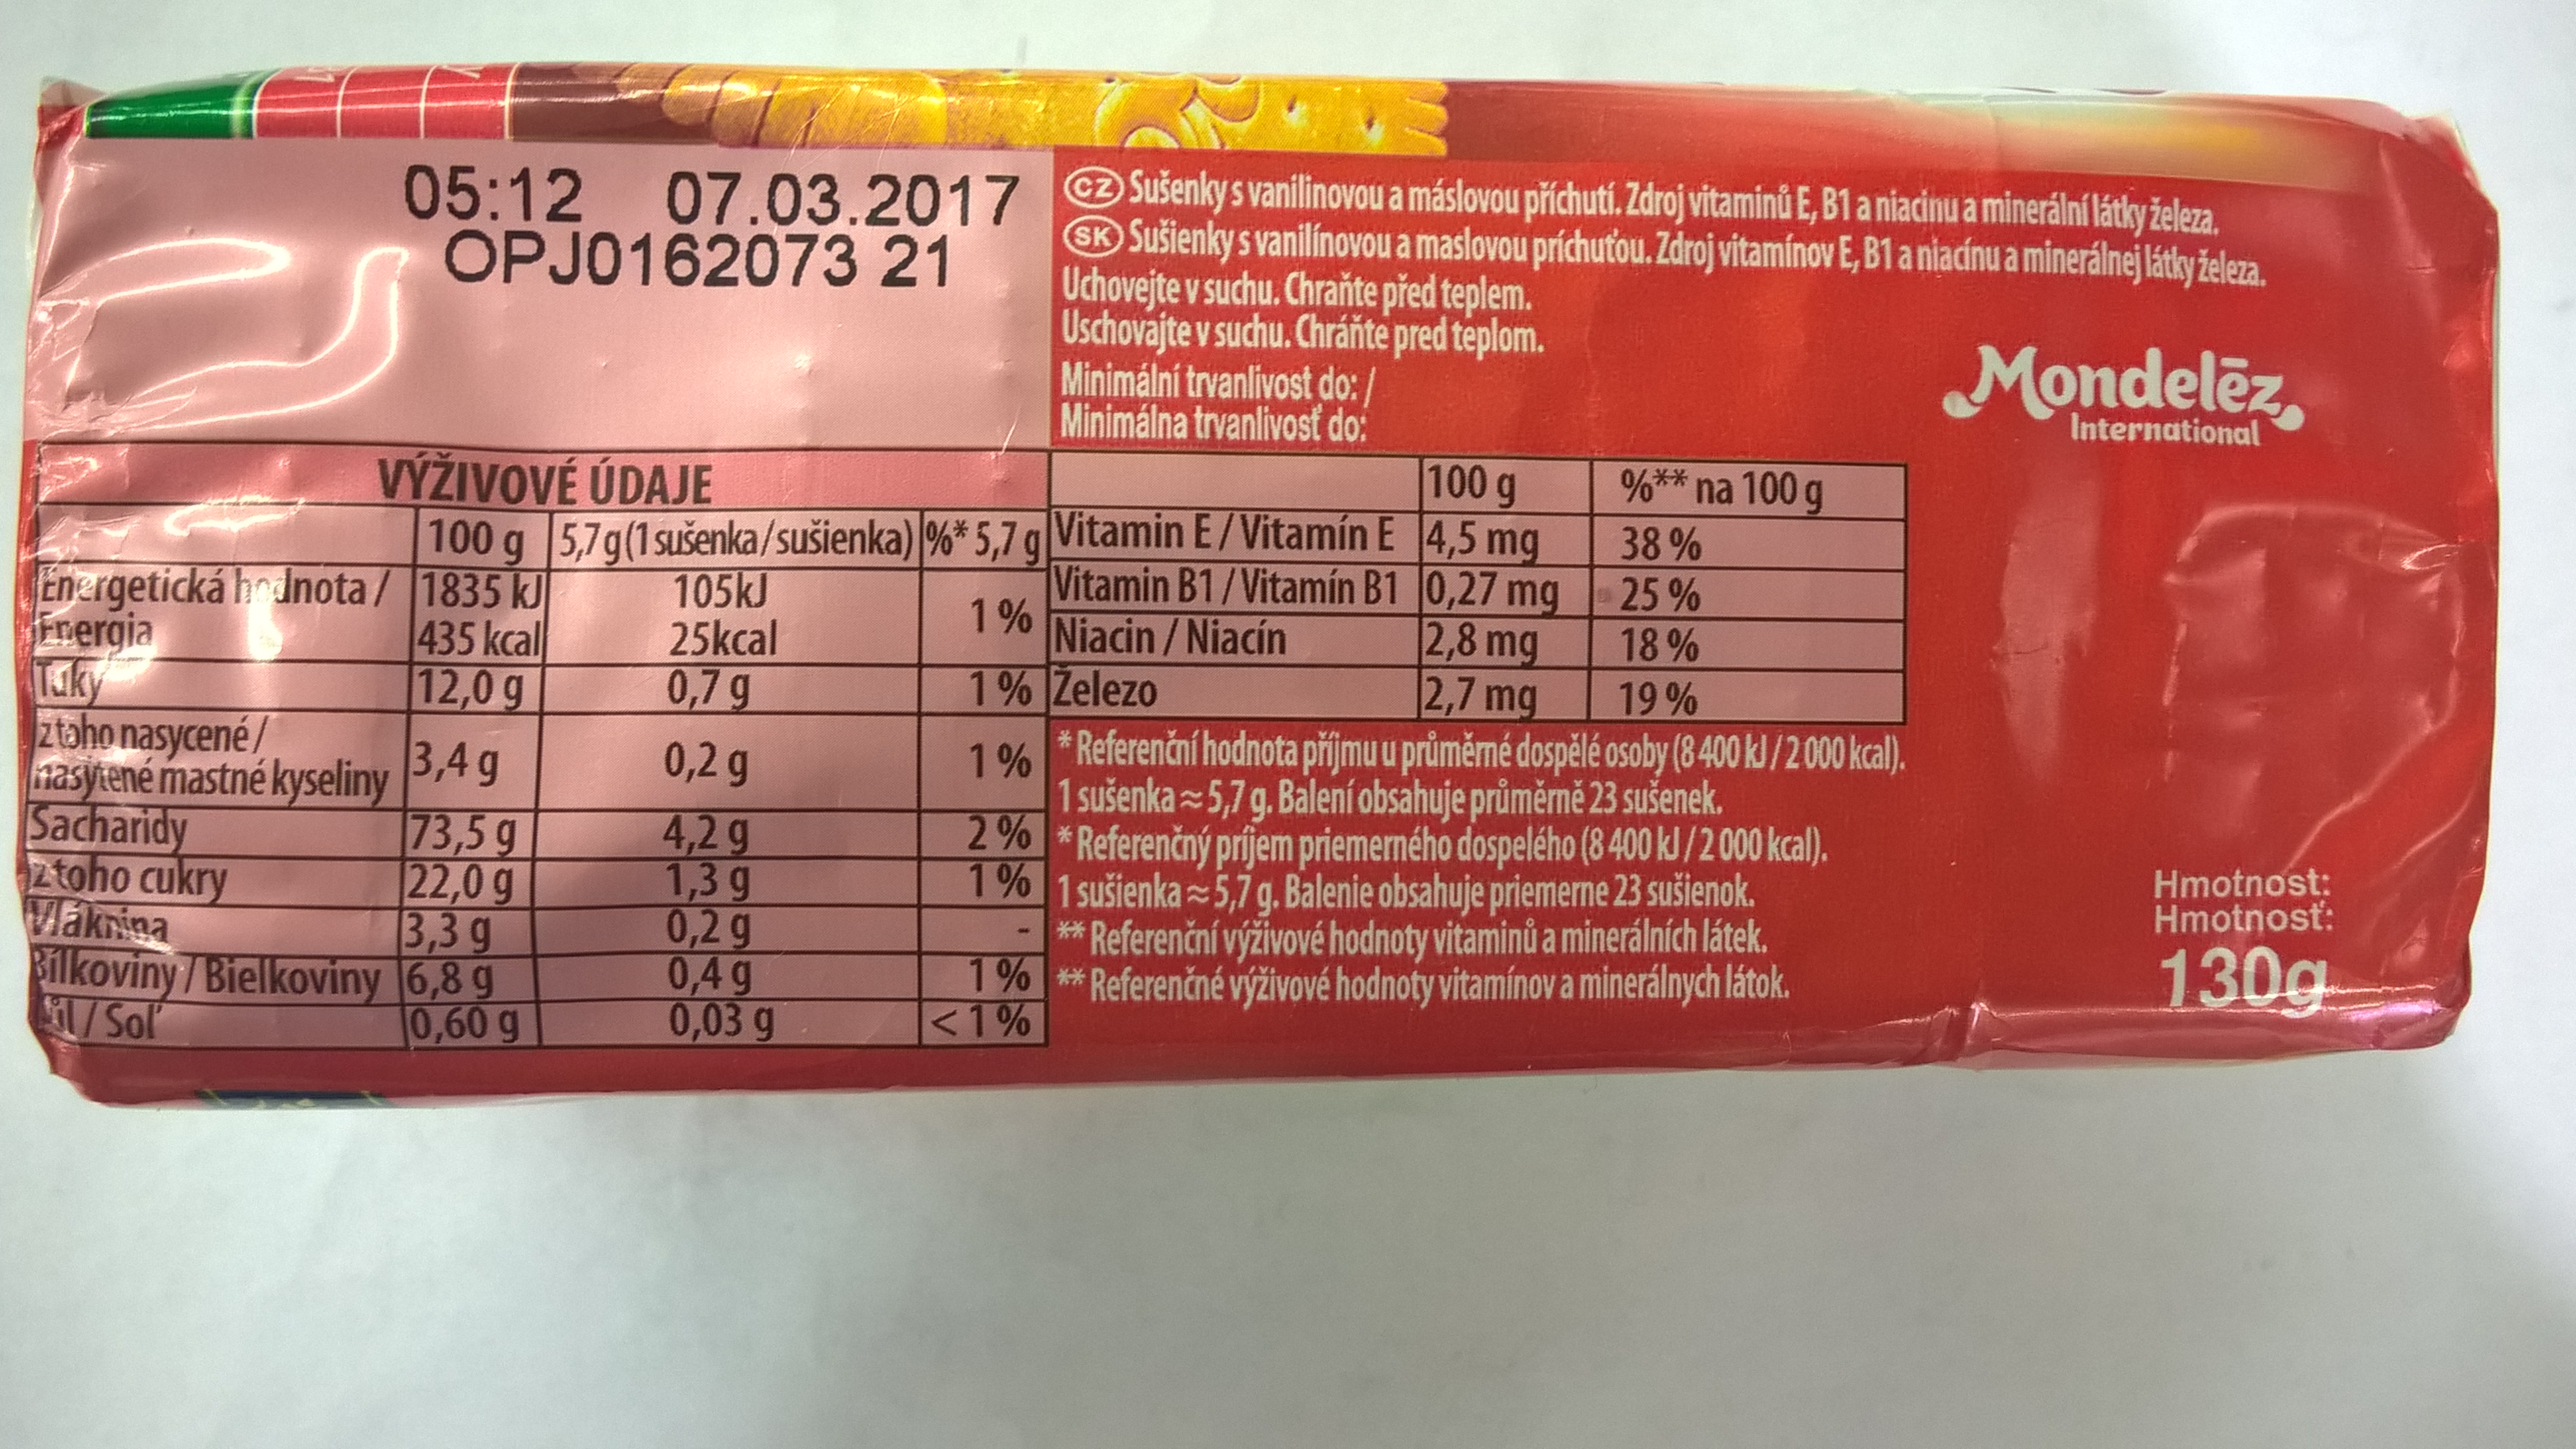 05:12 07.03.2017
OPJ0162073 21
CZ Sušenky s vanilinovou a máslovou příchutí. Zdroj vitaminů E, B1 a niacinu a minerální látky železa.
SK Sušienky s vanilínovou a maslovou príchuťou. Zdroj vitamínov E, B1 a niacínu a minerálnej látky železa.
Uchovejte v suchu. Chraňte před teplem.
Uschovajte v suchu. Chráňte pred teplom.
Minimální trvanlivost do: /
Minimálna trvanlivosť do:
Mondelēz
International
VÝŽIVOVÉ ÚDAJE
100 g 5,7g (1 sušenka/sušienka) %* 5,7 g
Energetická hodnota / 1835 kJ 105kJ
Energia 435 kcal 25kcal 1 %
Tuky 12,0 g 0,7 g 1 %
z toho nasycené /
nasýtené mastné kyseliny 3,4 g 0,2 g 1 %
Sacharidy 73,5 g 4,2 g 2 %
z toho cukry 22,0 g 1,3 g 1 %
Vláknina 3,3 g 0,2 g -
Bílkoviny / Bielkoviny 6,8 g 0,4 g 1 %
Sůl / Soľ 0,60 g 0,03 g < 1 %
100 g %** na 100 g
Vitamin E / Vitamín E 4,5 mg 38 %
Vitamin B1 / Vitamín B1 0,27 mg 25 %
Niacin / Niacín 2,8 mg 18 %
Železo 2,7 mg 19 %
* Referenční hodnota příjmu u průměrné dospělé osoby (8 400 kJ / 2 000 kcal).
1 sušenka ≈ 5,7 g. Balení obsahuje průměrně 23 sušenek.
* Referenčný príjem priemerného dospelého (8 400 kJ / 2 000 kcal).
1 sušienka ≈ 5,7 g. Balenie obsahuje priemerne 23 sušienok.
** Referenční výživové hodnoty vitaminů a minerálních látek.
** Referenčné výživové hodnoty vitamínov a minerálnych látok.
Hmotnost:
Hmotnosť:
130g